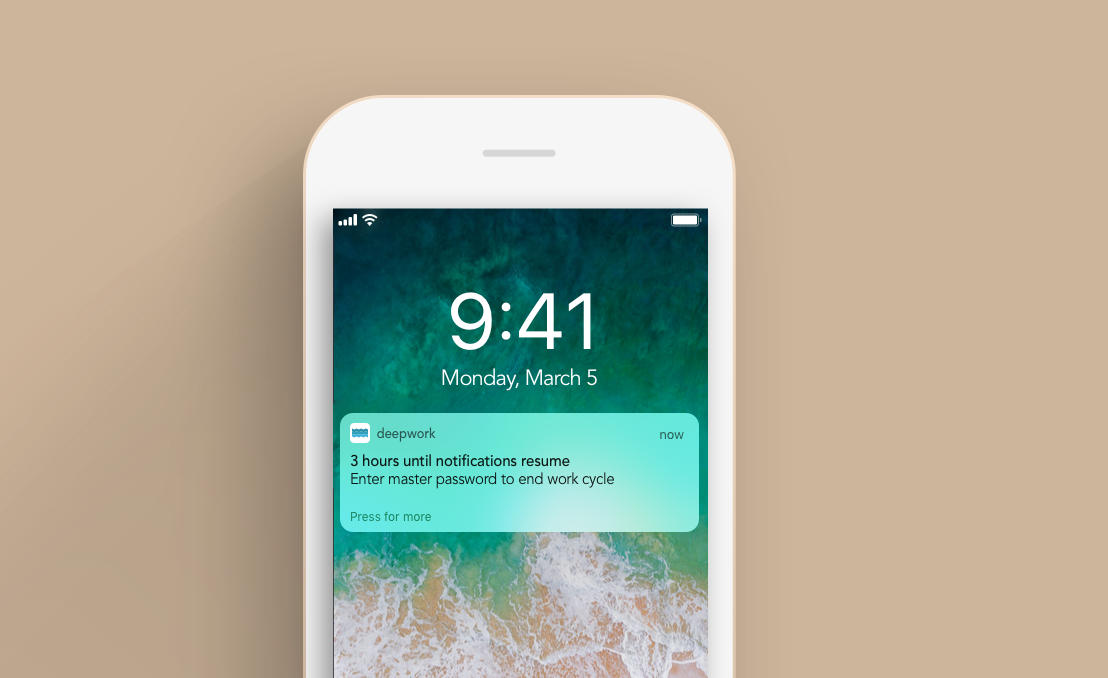 9:41
Monday, March 5
deepwork
now
3 hours until notifications resume
Enter master password to end work cycle
Press for more